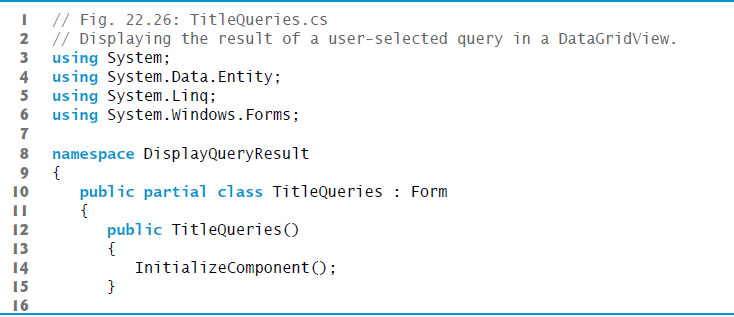 1 // Fig. 22.26: TitleQueries.cs
2 // Displaying the result of a user-selected query in a DataGridView.
3 using System;
4 using System.Data.Entity;
5 using System.Linq;
6 using System.Windows.Forms;
7
8 namespace DisplayQueryResult
9 {
10 public partial class TitleQueries : Form
11 {
12 public TitleQueries()
13 {
14 InitializeComponent();
15 }
16